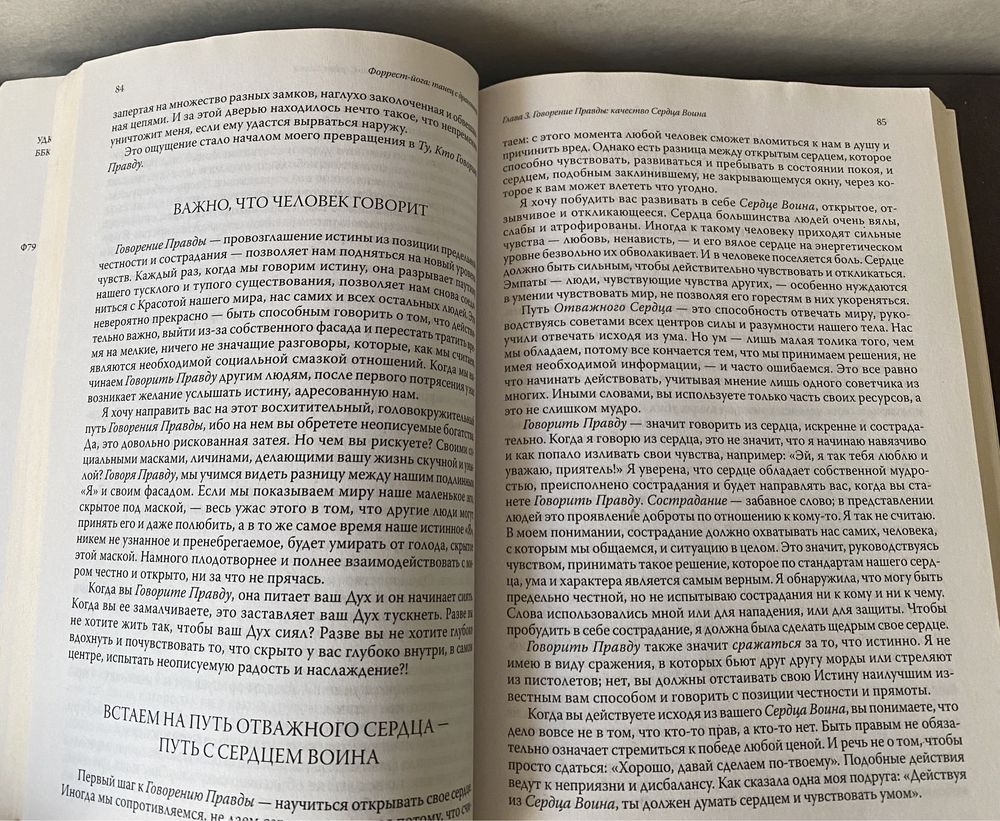 УДК
ББК
Ф79
84
Форрест-йога: танец с
запертая на множество разных замков, наглухо заколоченная и
ная цепями. И за этой дверью находилось нечто такое, что
уничтожит меня, если ему удастся вырваться наружу.
Это ощущение стало началом моего превращения в Ту, Кто
Правду.
ВАЖНО, ЧТО ЧЕЛОВЕК ГОВОРИТ
Говорение Правды — провозглашение истины из позиции
честности и сострадания — позволяет нам подняться на новый уровень
чувств. Каждый раз, когда мы говорим истину, она разрывает
нашего тусклого и тупого существования, позволяет нам снова
ниться с Красотой нашего мира, нас самих и всех остальных людей.
невероятно прекрасно — быть способным говорить о том, что
тельно важно, выйти из-за собственного фасада и перестать тратить
мя на мелкие, ничего не значащие разговоры, которые, как мы считаем
являются необходимой социальной смазкой отношений. Когда мы
чинаем Говорить Правду другим людям, после первого потрясения
возникает желание услышать истину, адресованную нам.
Я хочу направить вас на этот восхитительный, головокружительный
путь Говорения Правды, ибо на нем вы обретете неописуемые
Да, это довольно рискованная затея. Но чем вы рискуете? Своими
циальными масками, личинами, делающими вашу жизнь скучной и
лой? Говоря Правду, мы учимся видеть разницу между нашим подлинным
«Я» и своим фасадом. Если мы показываем миру наше маленькое
скрытое под маской, — весь ужас этого в том, что другие люди могут
принять его и даже полюбить, а в то же самое время наше истинное «Я»
никем не узнанное и пренебрегаемое, будет умирать от голода, скрытое
этой маской. Намного плодотворнее и полнее взаимодействовать с
ром честно и открыто, ни за что не прячась.
Когда вы Говорите Правду, она питает ваш Дух и он начинает сиять
Когда вы ее замалчиваете, это заставляет ваш Дух тускнеть. Разве
не хотите жить так, чтобы ваш Дух сиял? Разве вы не хотите глубоко
вдохнуть и почувствовать то, что скрыто у вас глубоко внутри, в самом
центре, испытать неописуемую радость и наслаждение?!
ВСТАЕМ НА ПУТЬ ОТВАЖНОГО СЕРДЦА —
ПУТЬ С СЕРДЦЕМ ВОИНА
Первый шаг к Говорению Правды — научиться открывать свое сердце.
Иногда мы сопротивляемся, не
Глава 3. Говорение Правды: качество Сердца Воина
85
таем: с этого момента любой человек сможет вломиться к нам в душу и
причинить вред. Однако есть разница между открытым сердцем, которое
способно чувствовать, развиваться и пребывать в состоянии покоя, и
сердцем, подобным заклинившему, не закрывающемуся окну, через ко-
торое к вам может влететь что угодно.
Я хочу побудить вас развивать в себе Сердце Воина, открытое, от-
зывчивое и откликающееся. Сердца большинства людей очень вялы,
слабы и атрофированы. Иногда к такому человеку приходят сильные
чувства — любовь, ненависть, — и его вялое сердце на энергетическом
уровне безвольно их обволакивает. И в человеке поселяется боль. Сердце
должно быть сильным, чтобы действительно чувствовать и откликаться.
Эмпаты — люди, чувствующие чувства других, — особенно нуждаются
в умении чувствовать мир, не позволяя его горестям в них укореняться.
Путь Отважного Сердца — это способность отвечать миру, руко-
водствуясь советами всех центров силы и разумности нашего тела. Нас
учили отвечать исходя из ума. Но ум — лишь малая толика того, чем
мы обладаем, потому все кончается тем, что мы принимаем решения, не
имея необходимой информации, — и часто ошибаемся. Это все равно
что начинать действовать, учитывая мнение лишь одного советчика из
многих. Иными словами, вы используете только часть своих ресурсов, а
это не слишком мудро.
Говорить Правду — значит говорить из сердца, искренне и сострада-
тельно. Когда я говорю из сердца, это не значит, что я начинаю навязчиво
и как попало изливать свои чувства, например: «Эй, я так тебя люблю и
уважаю, приятель!» Я уверена, что сердце обладает собственной мудро-
стью, преисполнено сострадания и будет направлять вас, когда вы ста-
нете Говорить Правду. Сострадание — забавное слово; в представлении
людей это проявление доброты по отношению к кому-то. Я так не считаю.
В моем понимании, сострадание должно охватывать нас самих, человека,
с которым мы общаемся, и ситуацию в целом. Это значит, руководствуясь
чувством, принимать такое решение, которое по стандартам нашего серд-
ца, ума и характера является самым верным. Я обнаружила, что могу быть
предельно честной, но не испытываю сострадания ни к кому и ни к чему.
Слова использовались мной или для нападения, или для защиты. Чтобы
пробудить в себе сострадание, я должна была сделать щедрым свое сердце.
Говорить Правду также значит сражаться за то, что истинно. Я не
имею в виду сражения, в которых бьют друг другу морды или стреляют
из пистолетов; нет, вы должны отстаивать свою Истину наилучшим из-
вестным вам способом и говорить с позиции честности и прямоты.
Когда вы действуете исходя из вашего Сердца Воина, вы понимаете, что
дело вовсе не в том, что кто-то прав, а кто-то нет. Быть правым не обяза-
тельно означает стремиться к победе любой ценой. И речь не о том, чтобы
просто сдаться: «Хорошо, давай сделаем по-твоему». Подобные действия
ведут к неприязни и дисбалансу. Как сказала одна моя подруга: «Действуя
из Сердца Воина, ты должен думать сердцем и чувствовать умом».